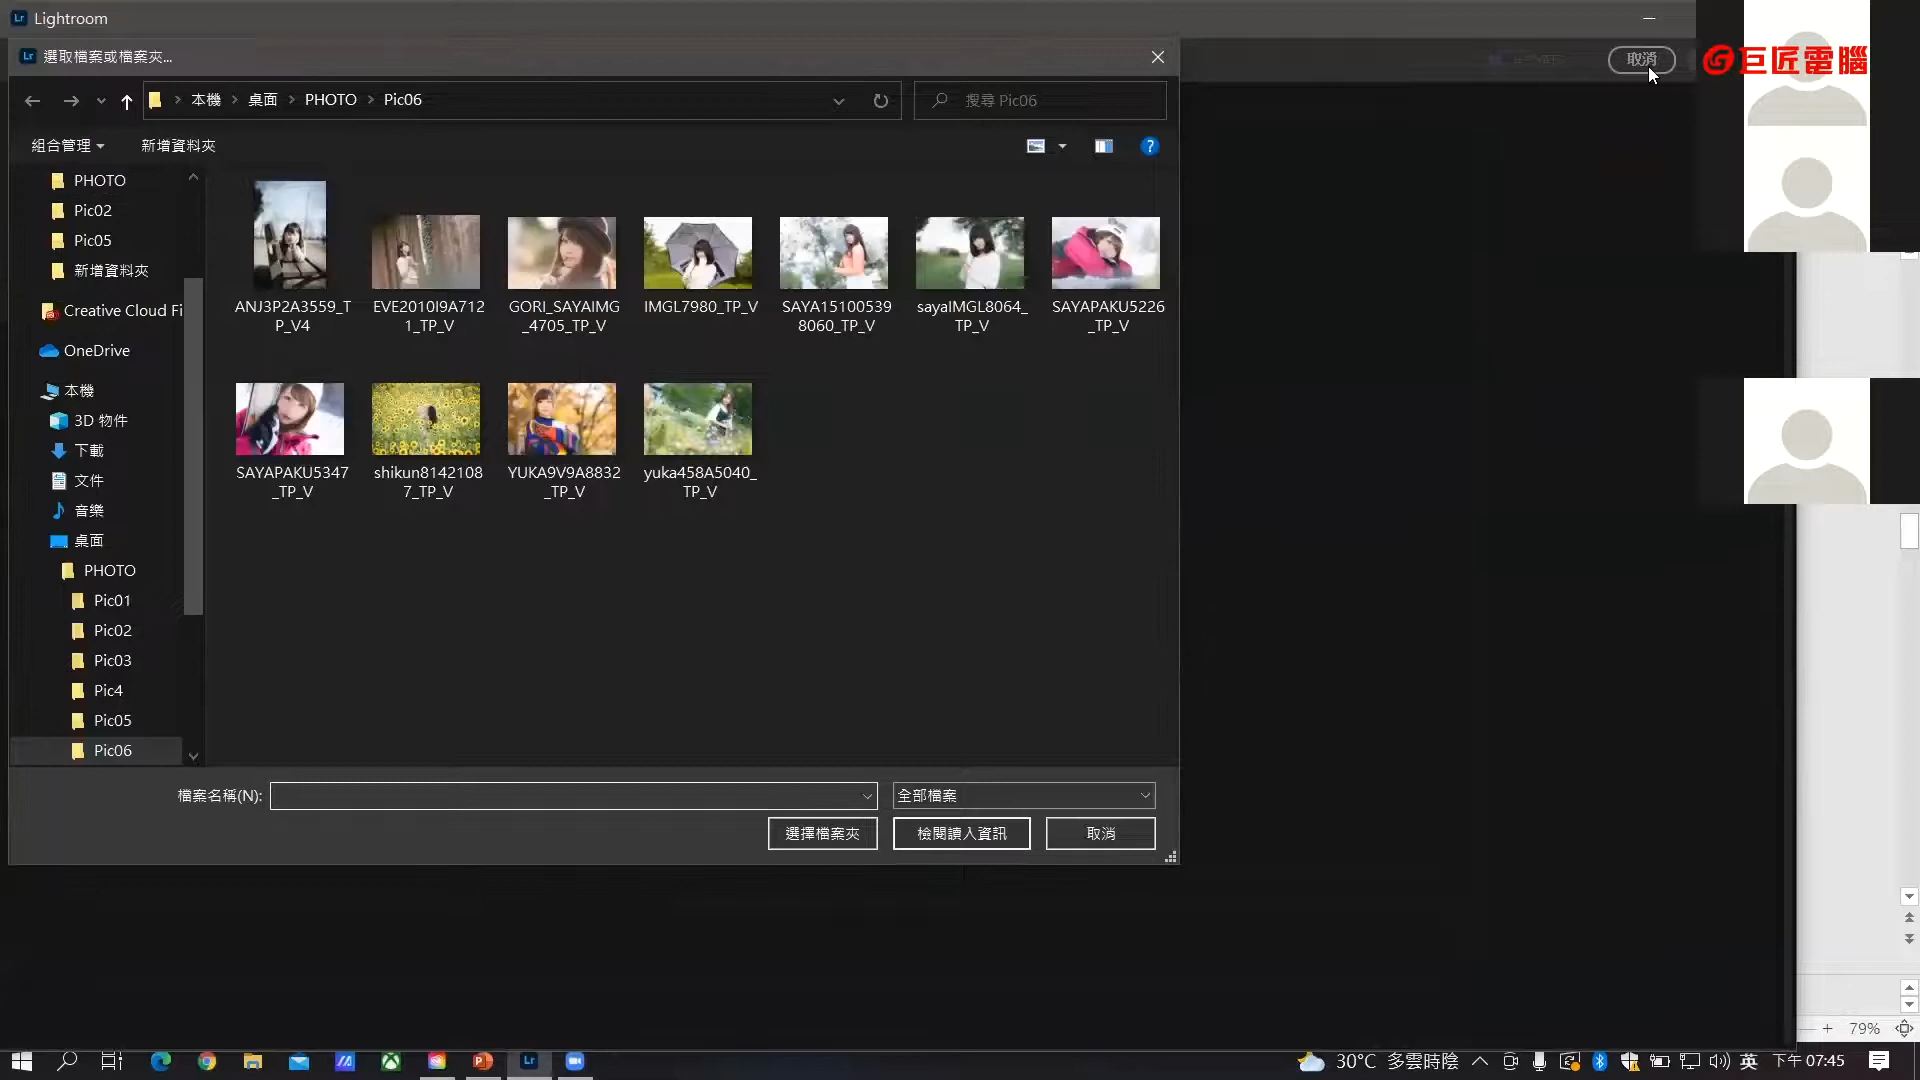 Lightroom
選取檔案或檔案夾...
取消
巨匠電腦
本機
桌面
PHOTO
Pic06
搜尋 Pic06
組合管理
新增資料夾
PHOTO
Pic02
Pic05
新增資料夾
Creative Cloud Fi
OneDrive
本機
3D 物件
下載
文件
音樂
桌面
PHOTO
Pic01
Pic02
Pic03
Pic4
Pic05
Pic06
ANJ3P2A3559_T
P_V4
EVE2010I9A712
1_TP_V
GORI_SAYAIMG
_4705_TP_V
IMGL7980_TP_V
SAYA15100539
8060_TP_V
sayaIMGL8064_
TP_V
SAYAPAKU5226
_TP_V
SAYAPAKU5347
_TP_V
shikun8142108
7_TP_V
YUKA9V9A8832
_TP_V
yuka458A5040_
TP_V
檔案名稱(N):
全部檔案
選擇檔案夾
檢閱讀入資訊
取消
79%
30°C 多雲時陰
英
下午 07:45